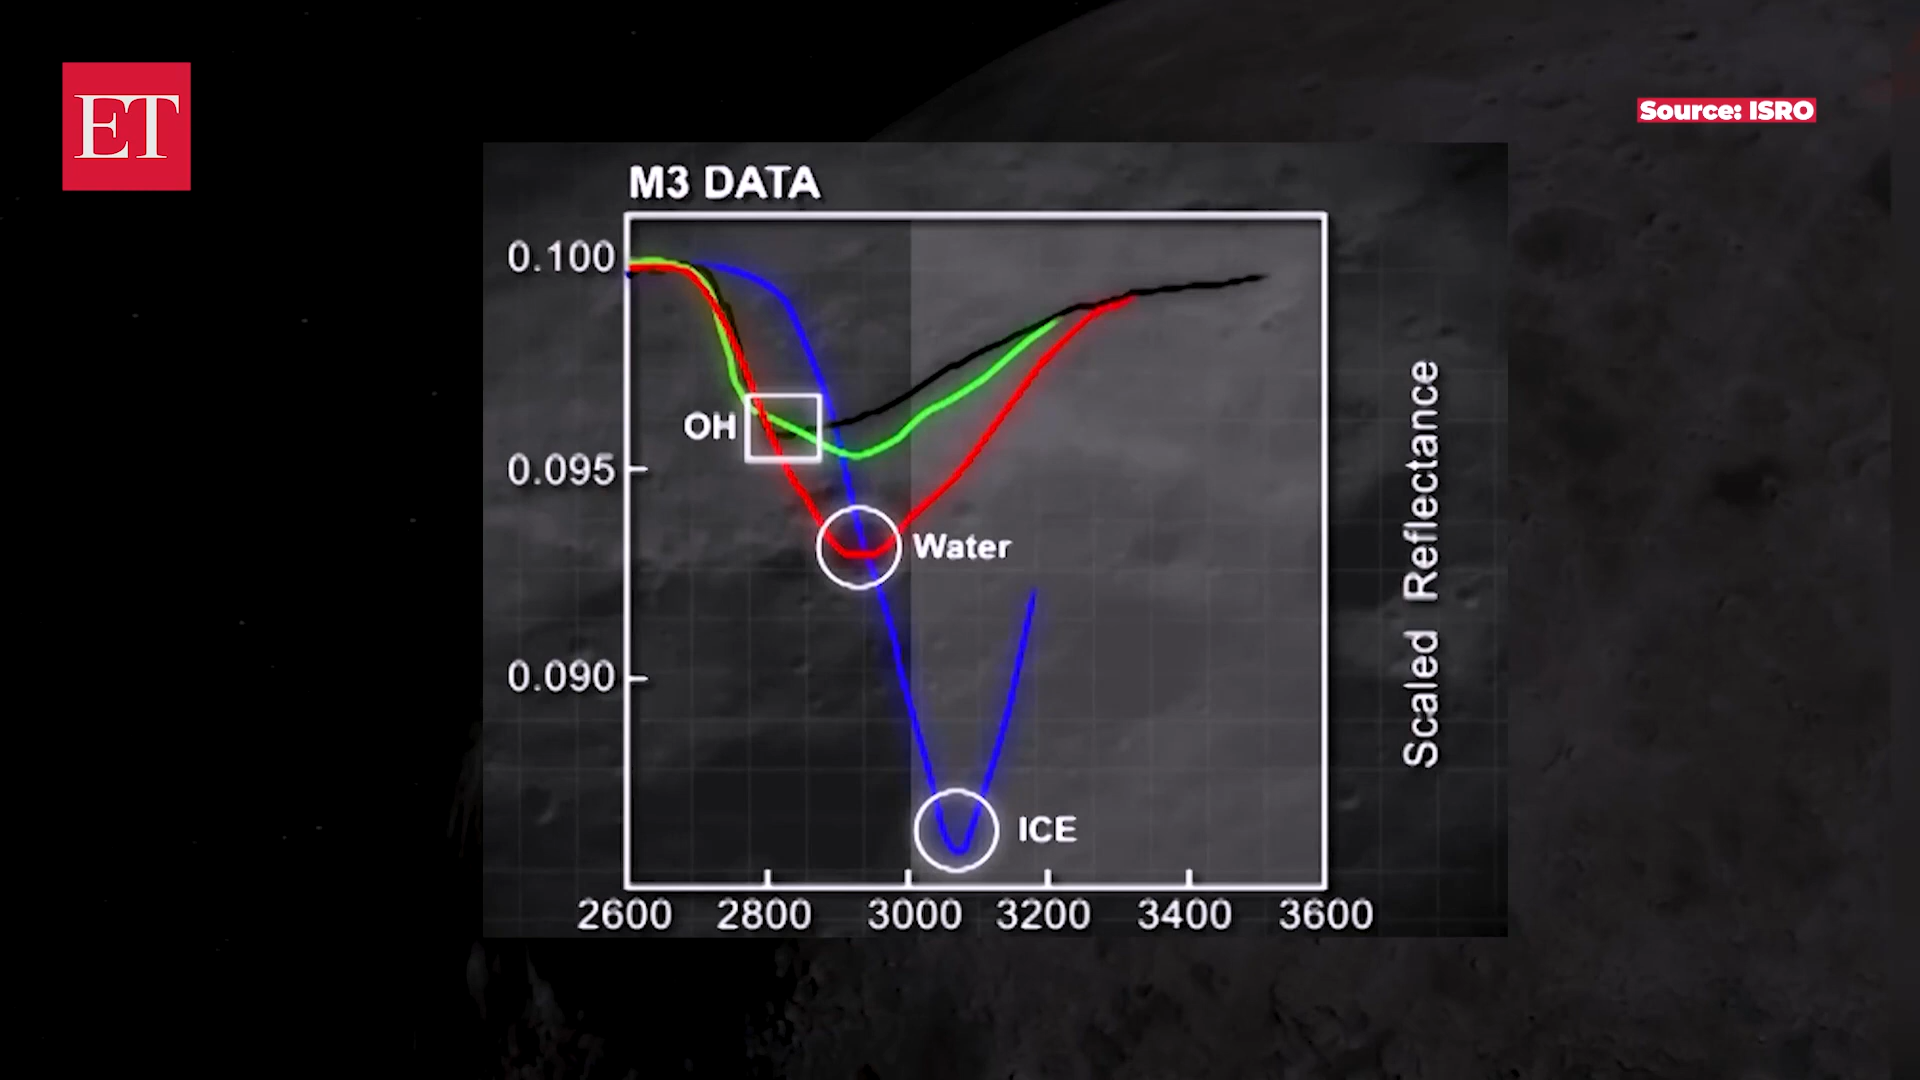 ET
Source: ISRO
M3 DATA
0.100
OH
0.095
Water
0.090
ICE
2600 2800 3000 3200 3400 3600
Scaled Reflectance